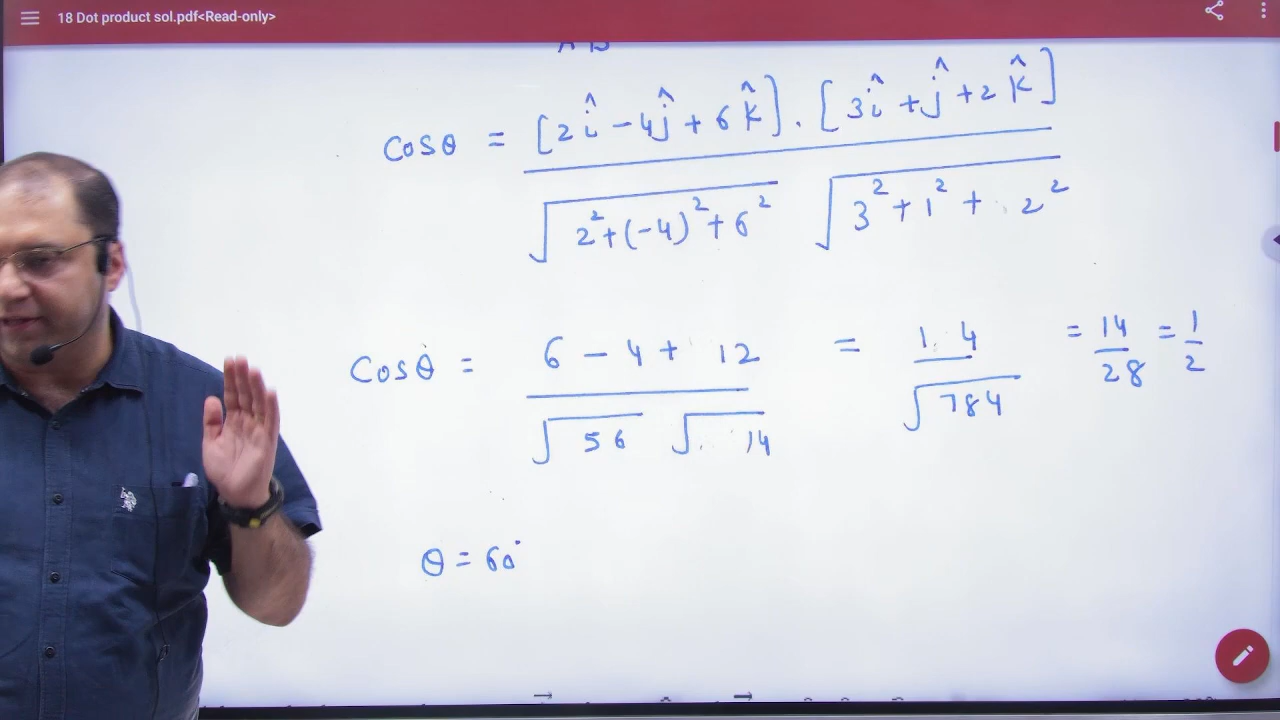 18 Dot product sol.pdf<Read-only>
cosθ = [2î - 4ĵ + 6k̂] . [3î + ĵ + 2k̂] / √(2² + (-4)² + 6²) √(3² + 1² + 2²)
Cosθ = 6 - 4 + 12 / √56 √14 = 14 / √784 = 14/28 = 1/2
θ = 60°